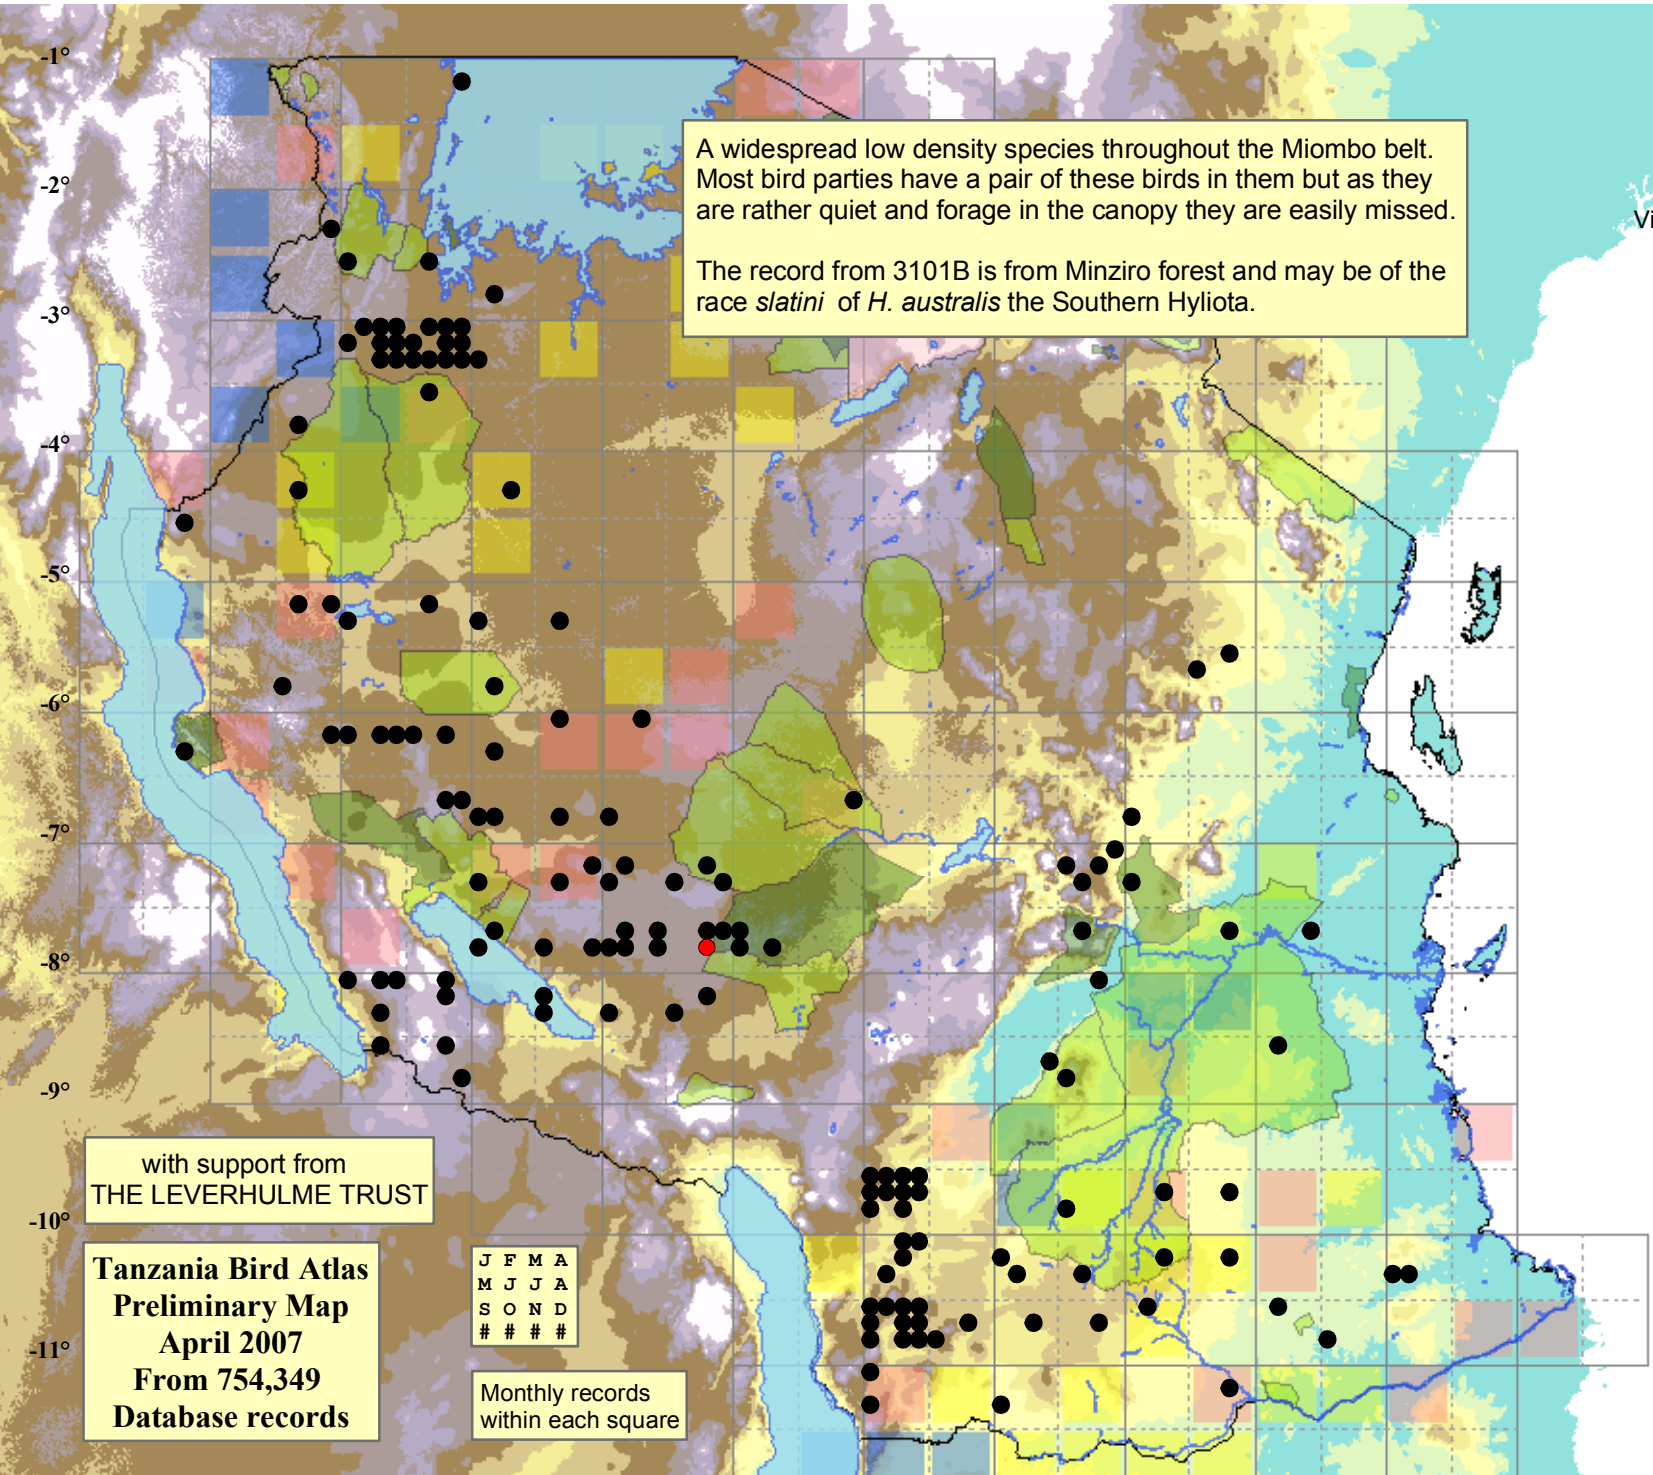 -1°
A widespread low density species throughout the Miombo belt.
Most bird parties have a pair of these birds in them but as they
are rather quiet and forage in the canopy they are easily missed.
The record from 3101B is from Minziro forest and may be of the
race slatini of H. australis the Southern Hyliota.
-2°
Vi
-3°
-4°
-5°
-6°
-7°
-8°
-9°
with support from
THE LEVERHULME TRUST
-10°
Tanzania Bird Atlas
Preliminary Map
April 2007
From 754,349
Database records
J F M A
M J J A
S O N D
# # # #
-11°
Monthly records
within each square